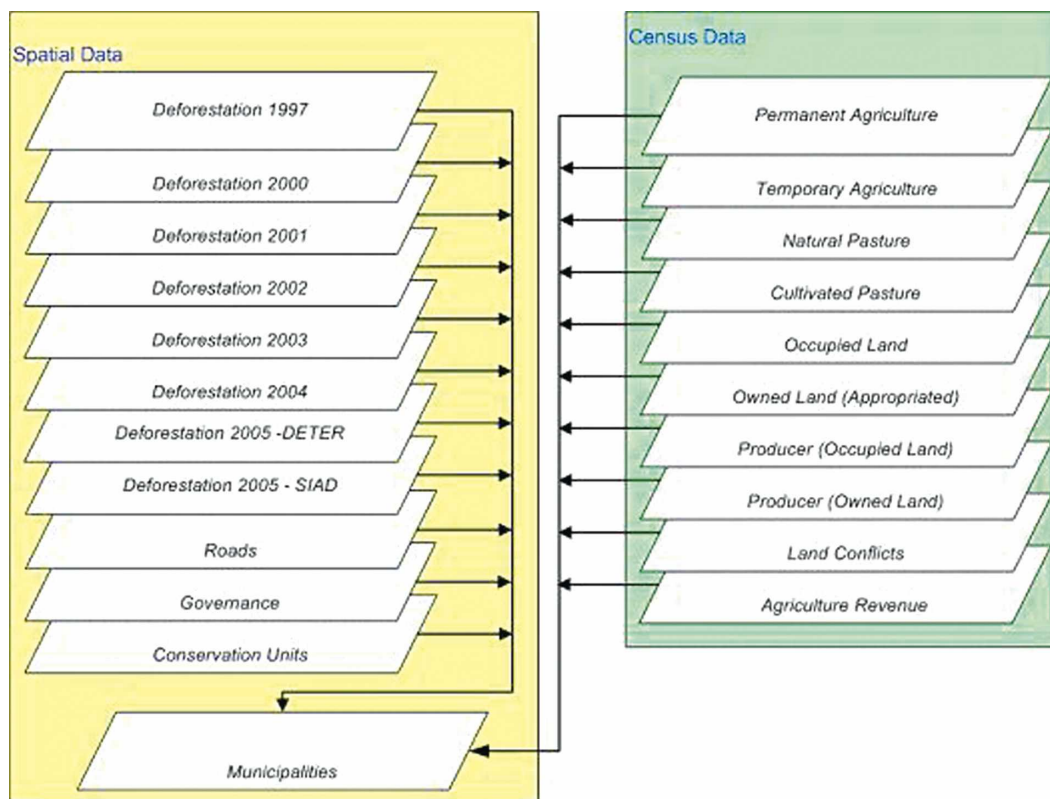 Spatial Data
Deforestation 1997
Deforestation 2000
Deforestation 2001
Deforestation 2002
Deforestation 2003
Deforestation 2004
Deforestation 2005 -DETER
Deforestation 2005 - SIAD
Roads
Governance
Conservation Units
Municipalities
Census Data
Permanent Agriculture
Temporary Agriculture
Natural Pasture
Cultivated Pasture
Occupied Land
Owned Land (Appropriated)
Producer (Occupied Land)
Producer (Owned Land)
Land Conflicts
Agriculture Revenue